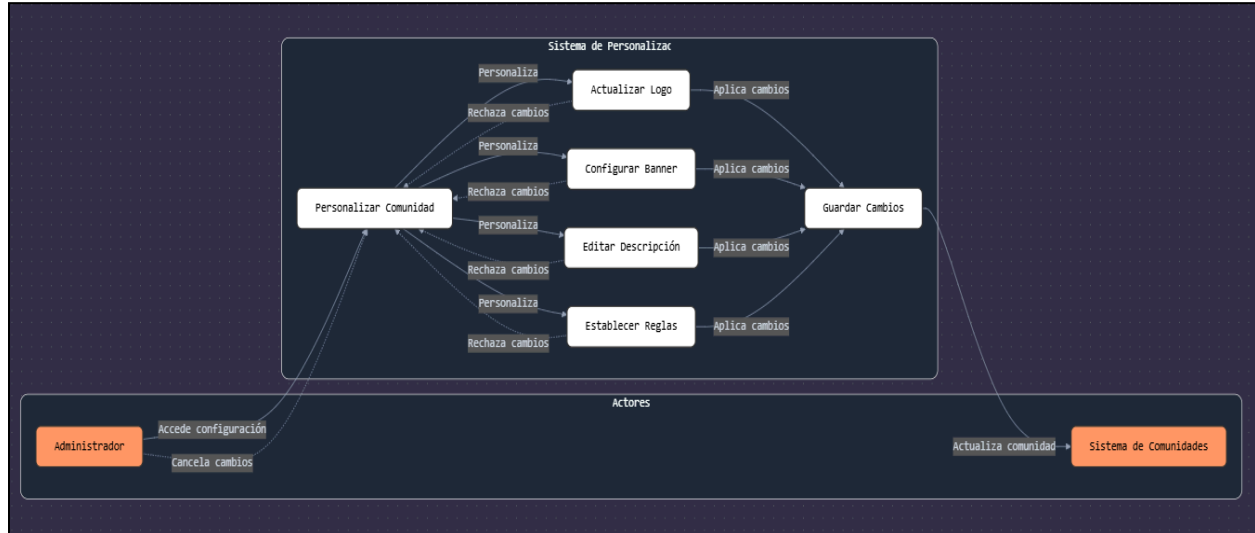 Sistema de Personalizac
Personaliza
Actualizar Logo
Aplica cambios
Rechaza cambios
Personaliza
Configurar Banner
Aplica cambios
Rechaza cambios
Personalizar Comunidad
Guardar Cambios
Personaliza
Editar Descripción
Aplica cambios
Rechaza cambios
Personaliza
Establecer Reglas
Aplica cambios
Rechaza cambios
Actores
Accede configuración
Administrador
Cancela cambios
Actualiza comunidad
Sistema de Comunidades